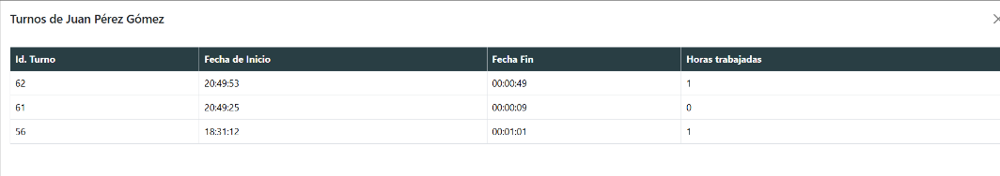 Turnos de Juan Pérez Gómez
Id. Turno Fecha de Inicio Fecha Fin Horas trabajadas
62 20:49:53 00:00:49 1
61 20:49:25 00:00:09 0
56 18:31:12 00:01:01 1